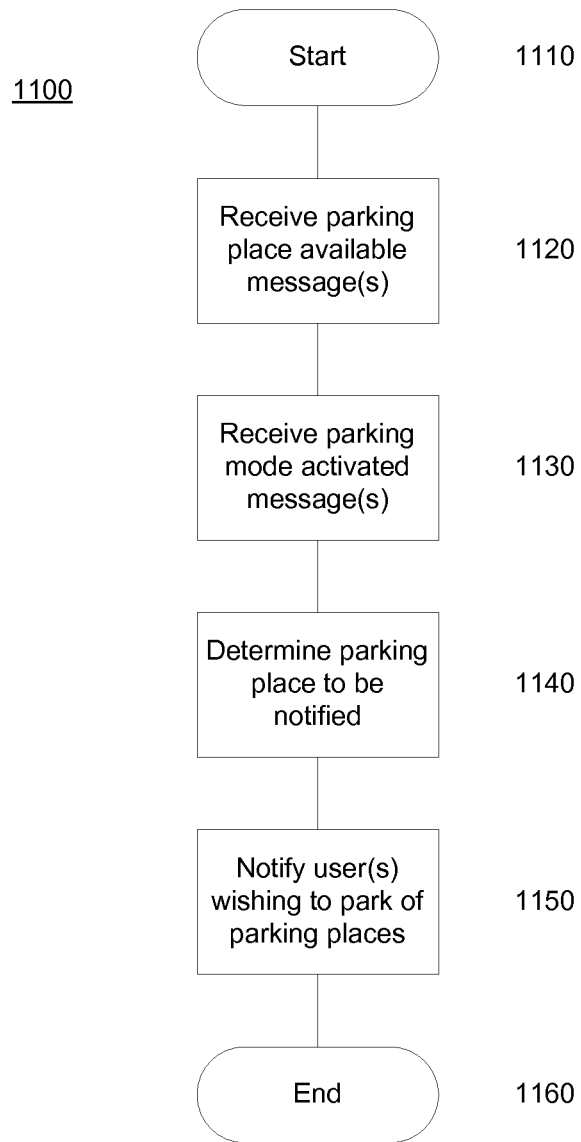 Start
1110
1100
Receive parking
place available
message(s)
1120
Receive parking
mode activated
message(s)
1130
Determine parking
place to be
notified
1140
Notify user(s)
wishing to park of
parking places
1150
End
1160